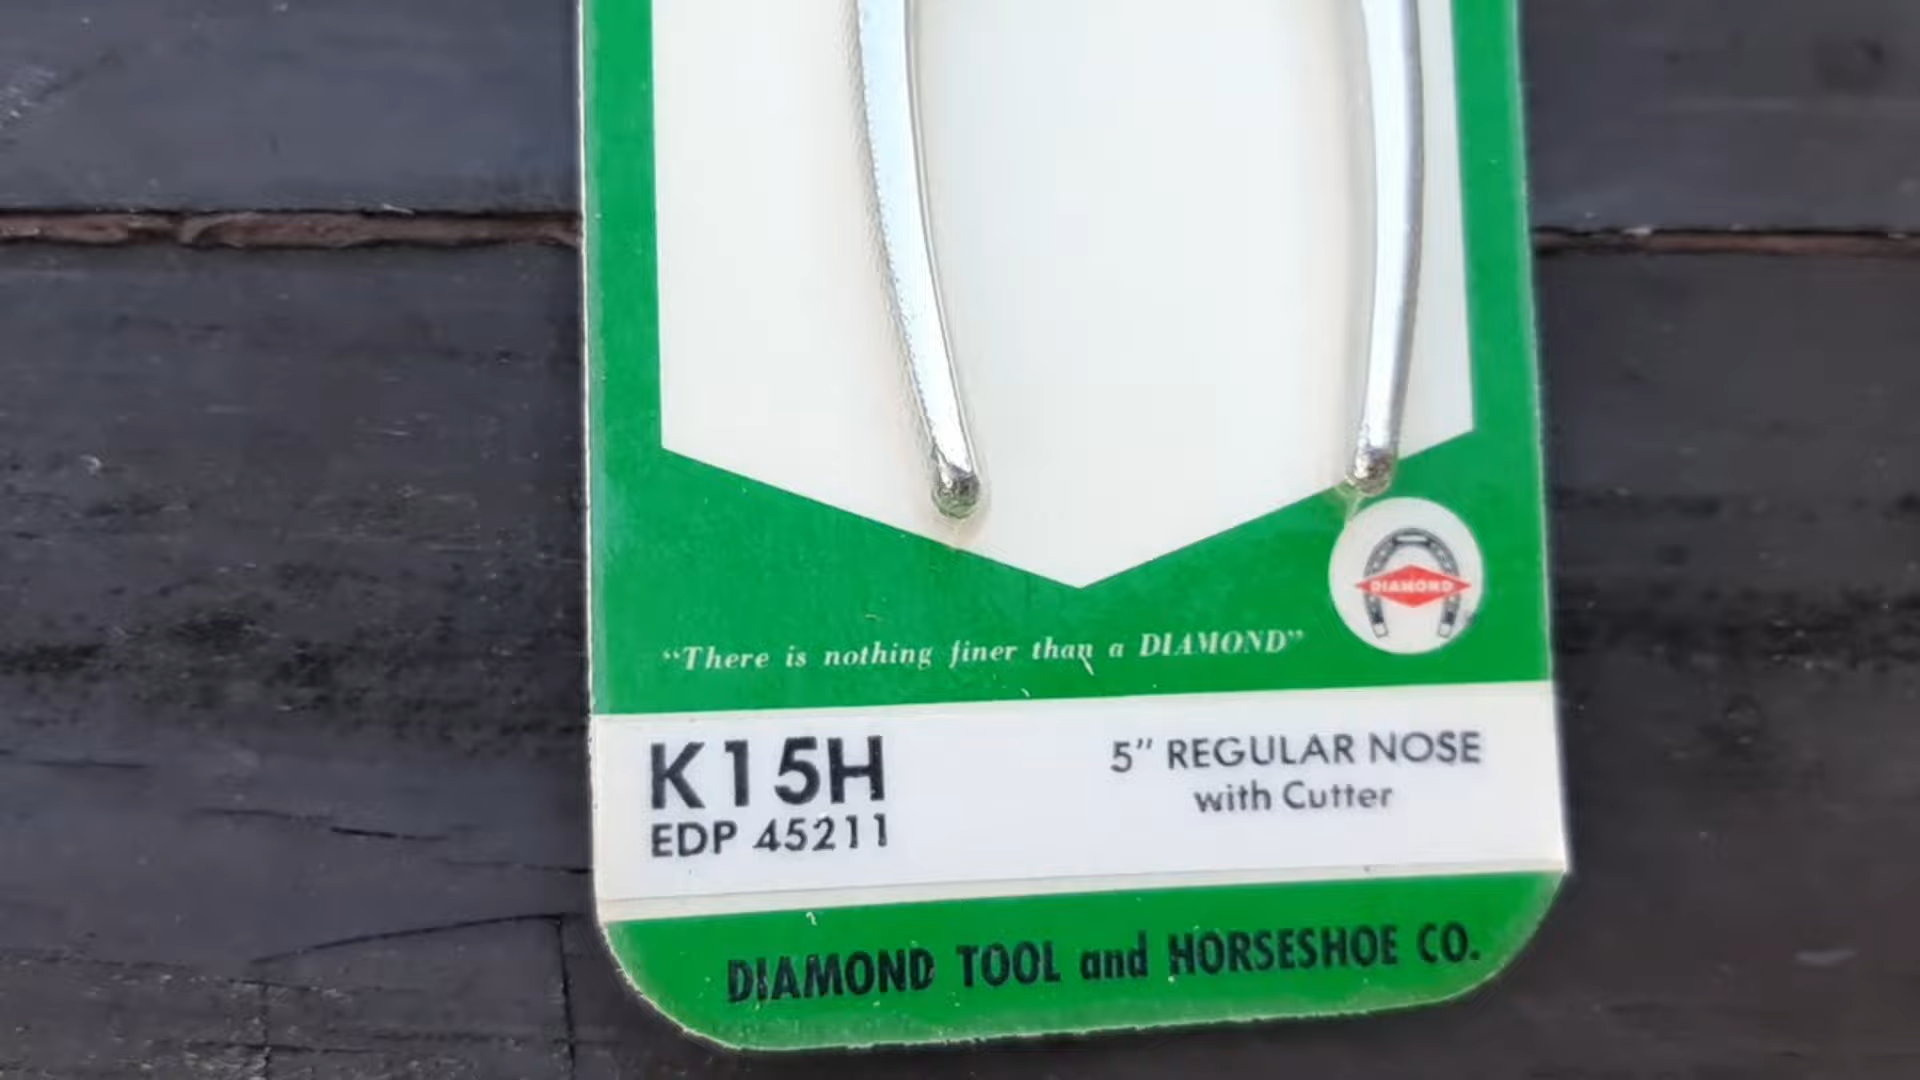 DIAMOND
“There is nothing finer than a DIAMOND”
K15H
EDP 45211
5” REGULAR NOSE
with Cutter
DIAMOND TOOL and HORSESHOE CO.